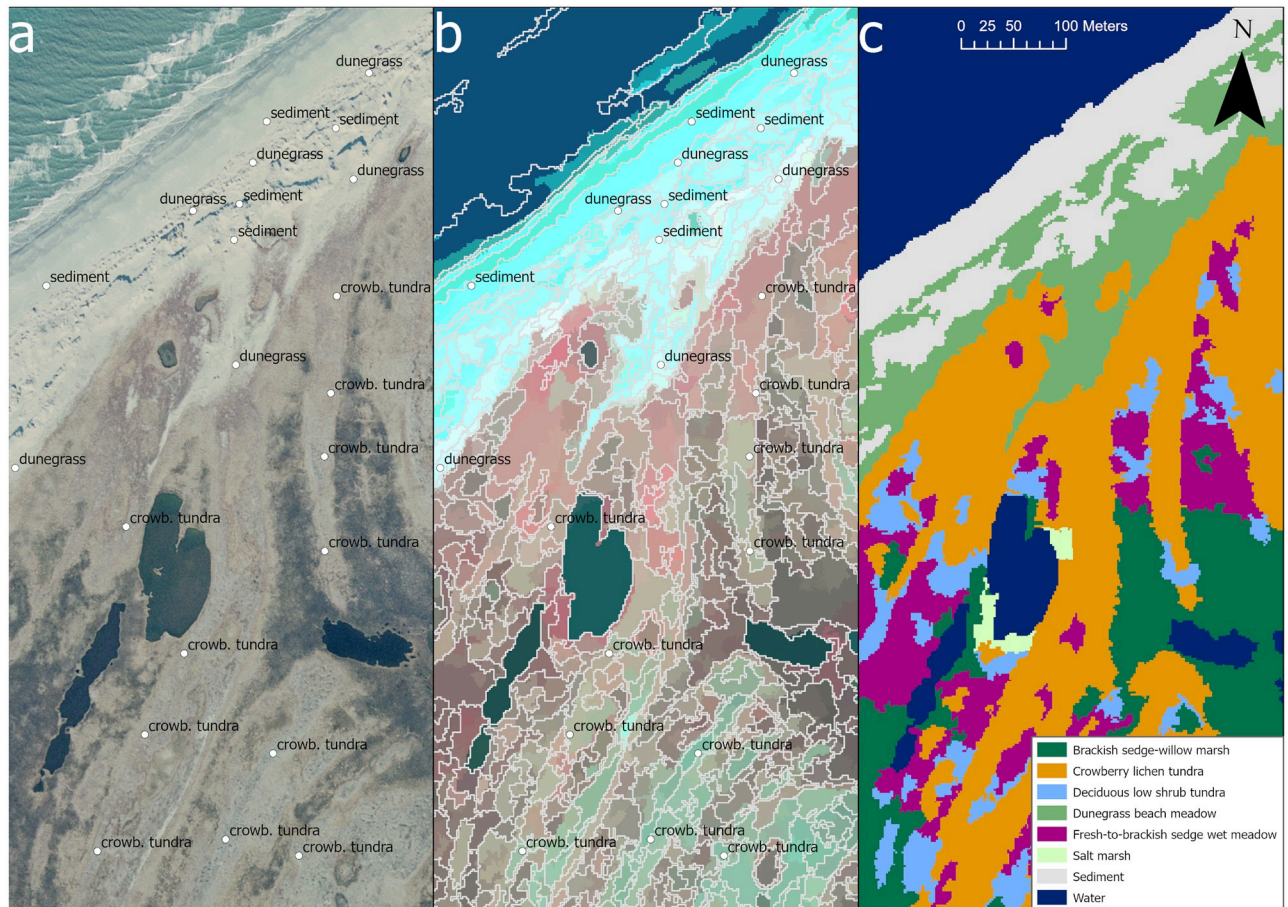 a
dunegrass
sediment
sediment
dunegrass
dunegrass
dunegrass
sediment
sediment
sediment
crowb. tundra
dunegrass
crowb. tundra
crowb. tundra
dunegrass
crowb. tundra
crowb. tundra
crowb. tundra
crowb. tundra
crowb. tundra
crowb. tundra
crowb. tundra
crowb. tundra
b
dunegrass
sediment
sediment
dunegrass
dunegrass
dunegrass
sediment
sediment
sediment
crowb. tundra
dunegrass
crowb. tundra
crowb. tundra
dunegrass
crowb. tundra
crowb. tundra
crowb. tundra
crowb. tundra
crowb. tundra
crowb. tundra
crowb. tundra
crowb. tundra
c
0 25 50 100 Meters
N
Brackish sedge-willow marsh
Crowberry lichen tundra
Deciduous low shrub tundra
Dunegrass beach meadow
Fresh-to-brackish sedge wet meadow
Salt marsh
Sediment
Water